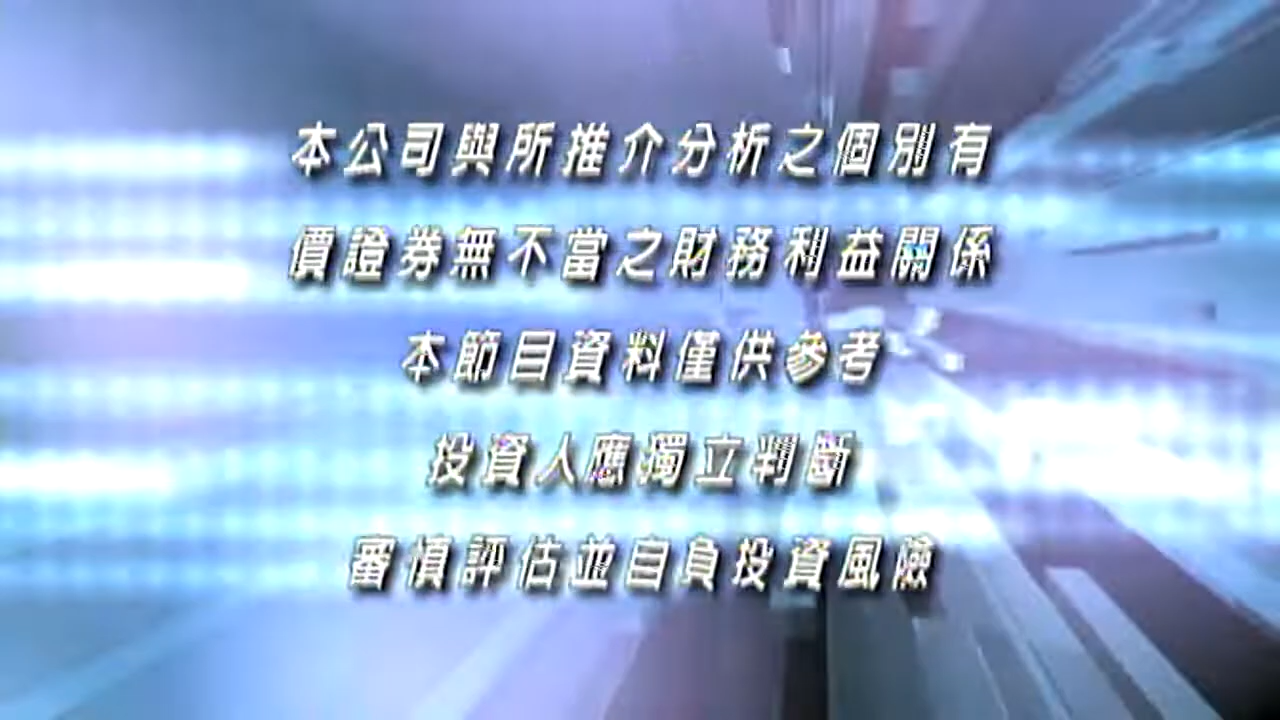 本公司與所推介分析之個別有
價證券無不當之財務利益關係
本節目資料僅供參考
投資人應獨立判斷
審慎評估並自負投資風險